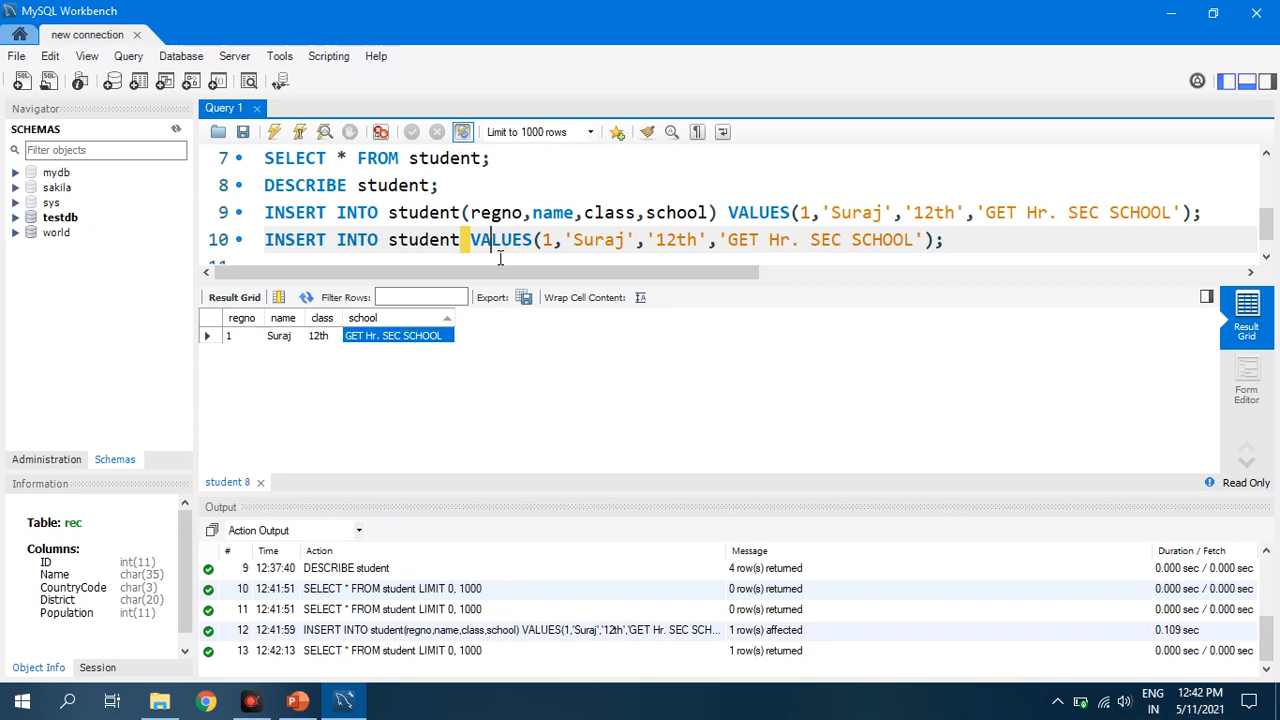 MySQL Workbench
new connection
File Edit View Query Database Server Tools Scripting Help
Navigator
SCHEMAS
Filter objects
mydb
sakila
sys
testdb
world
Administration Schemas
Information
Table: rec
Columns:
ID int(11)
Name char(35)
CountryCode char(3)
District char(20)
Population int(11)
Object Info Session
Query 1
Limit to 1000 rows
7 SELECT * FROM student;
8 DESCRIBE student;
9 INSERT INTO student(regno,name,class,school) VALUES(1,'Suraj','12th','GET Hr. SEC SCHOOL');
10 INSERT INTO student VALUES(1,'Suraj','12th','GET Hr. SEC SCHOOL');
11
Result Grid Filter Rows: Export: Wrap Cell Content:
regno name class school
1 Suraj 12th GET Hr. SEC SCHOOL
Result Grid
Form Editor
student 8 Read Only
Output
Action Output
# Time Action Message Duration / Fetch
9 12:37:40 DESCRIBE student 4 row(s) returned 0.000 sec / 0.000 sec
10 12:41:51 SELECT * FROM student LIMIT 0, 1000 0 row(s) returned 0.000 sec / 0.000 sec
11 12:41:51 SELECT * FROM student LIMIT 0, 1000 0 row(s) returned 0.000 sec / 0.000 sec
12 12:41:59 INSERT INTO student(regno,name,class,school) VALUES(1,'Suraj','12th','GET Hr. SEC SCH... 1 row(s) affected 0.109 sec
13 12:42:13 SELECT * FROM student LIMIT 0, 1000 1 row(s) returned 0.000 sec / 0.000 sec
ENG
IN
12:42 PM
5/11/2021